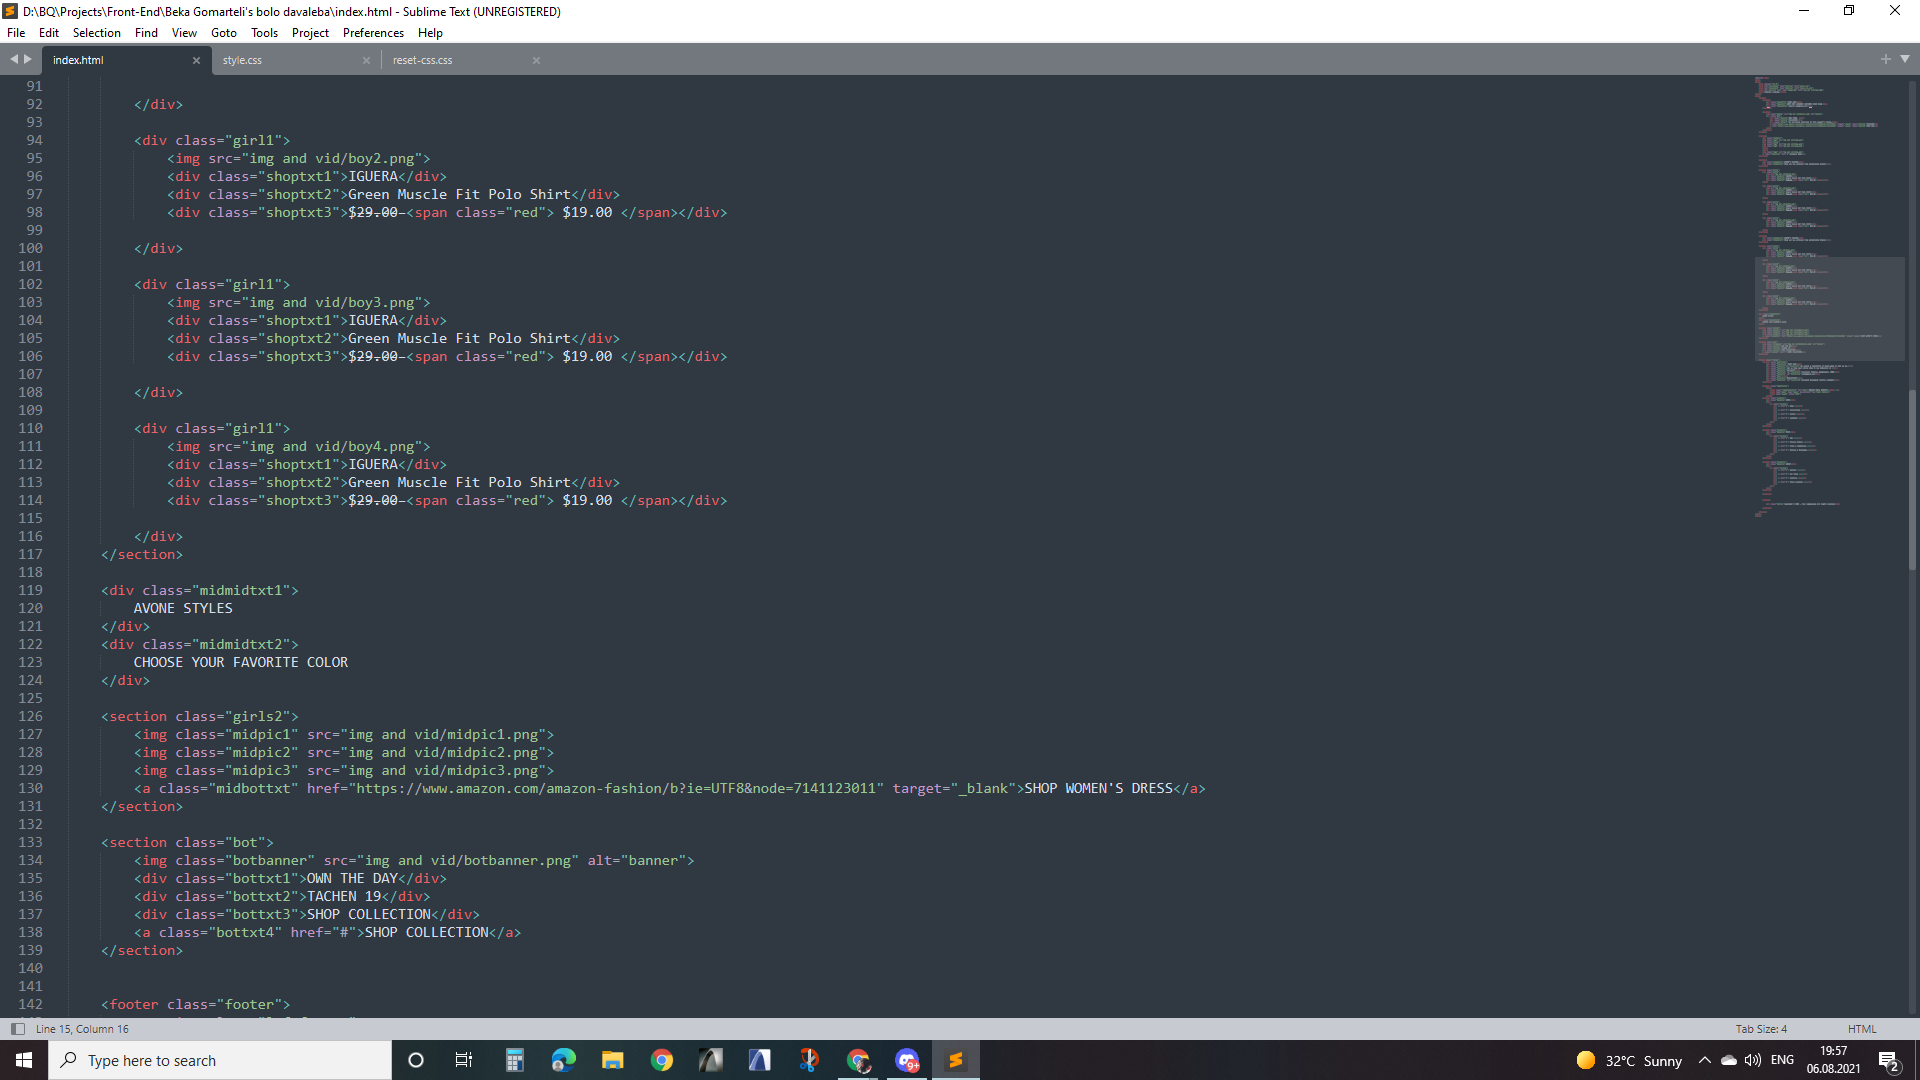 D:\BQ\Projects\Front-End\Beka Gomarteli's bolo davaleba\index.html - Sublime Text (UNREGISTERED)
File Edit Selection Find View Goto Tools Project Preferences Help
index.html style.css reset-css.css
91
92 </div>
93
94 <div class="girl1">
95 <img src="img and vid/boy2.png">
96 <div class="shoptxt1">IGUERA</div>
97 <div class="shoptxt2">Green Muscle Fit Polo Shirt</div>
98 <div class="shoptxt3">$2̶9̶.̶0̶0̶ <span class="red"> $19.00 </span></div>
99
100 </div>
101
102 <div class="girl1">
103 <img src="img and vid/boy3.png">
104 <div class="shoptxt1">IGUERA</div>
105 <div class="shoptxt2">Green Muscle Fit Polo Shirt</div>
106 <div class="shoptxt3">$2̶9̶.̶0̶0̶ <span class="red"> $19.00 </span></div>
107
108 </div>
109
110 <div class="girl1">
111 <img src="img and vid/boy4.png">
112 <div class="shoptxt1">IGUERA</div>
113 <div class="shoptxt2">Green Muscle Fit Polo Shirt</div>
114 <div class="shoptxt3">$2̶9̶.̶0̶0̶ <span class="red"> $19.00 </span></div>
115
116 </div>
117 </section>
118
119 <div class="midmidtxt1">
120 AVONE STYLES
121 </div>
122 <div class="midmidtxt2">
123 CHOOSE YOUR FAVORITE COLOR
124 </div>
125
126 <section class="girls2">
127 <img class="midpic1" src="img and vid/midpic1.png">
128 <img class="midpic2" src="img and vid/midpic2.png">
129 <img class="midpic3" src="img and vid/midpic3.png">
130 <a class="midbottxt" href="https://www.amazon.com/amazon-fashion/b?ie=UTF8&node=7141123011" target="_blank">SHOP WOMEN'S DRESS</a>
131 </section>
132
133 <section class="bot">
134 <img class="botbanner" src="img and vid/botbanner.png" alt="banner">
135 <div class="bottxt1">OWN THE DAY</div>
136 <div class="bottxt2">TACHEN 19</div>
137 <div class="bottxt3">SHOP COLLECTION</div>
138 <a class="bottxt4" href="#">SHOP COLLECTION</a>
139 </section>
140
141
142 <footer class="footer">
Line 15, Column 16 Tab Size: 4 HTML
Type here to search 9+ 32°C Sunny ENG 19:57
06.08.2021 2